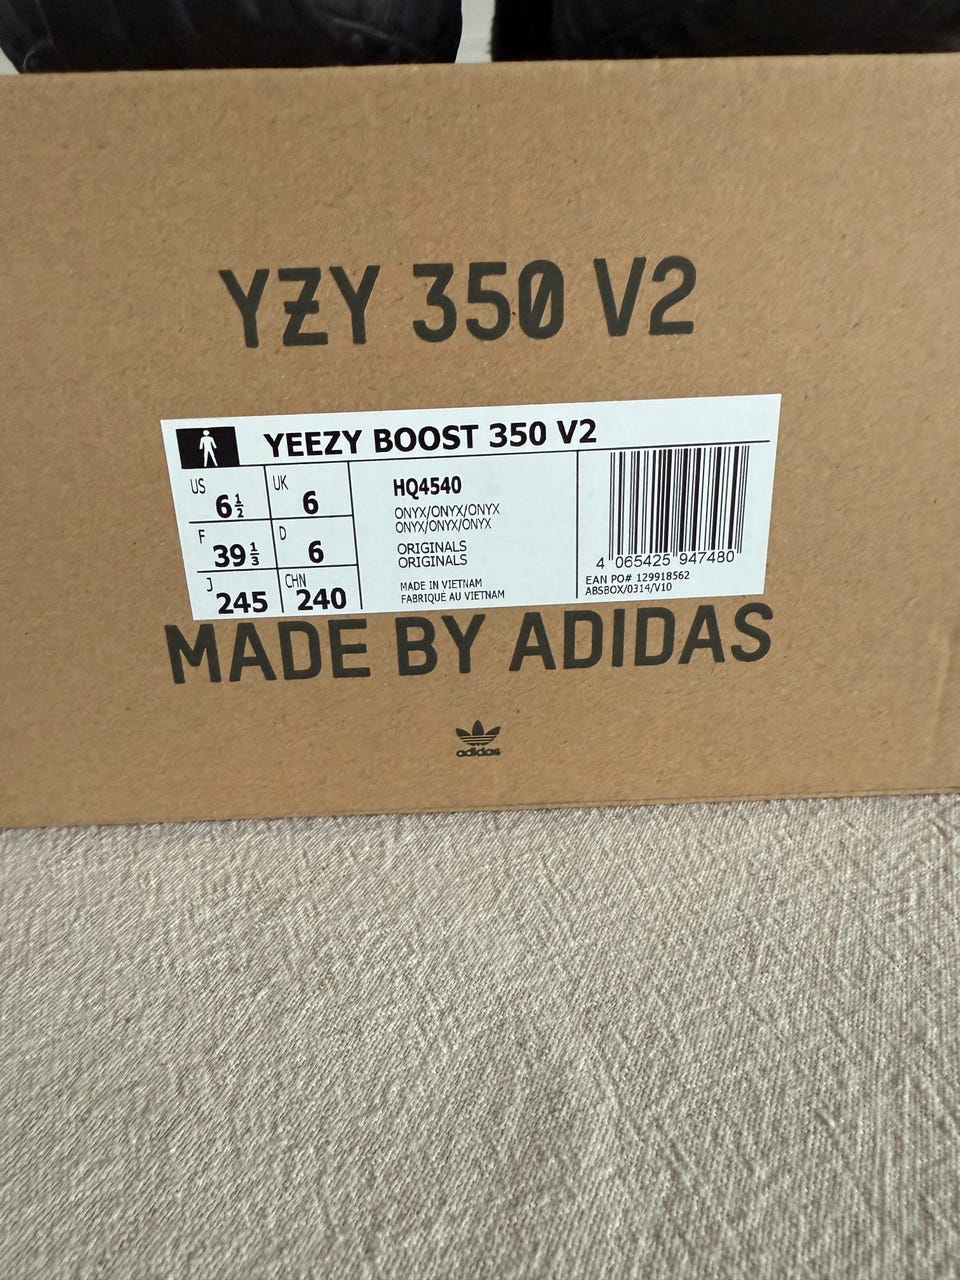 YZY 350 V2
YEEZY BOOST 350 V2
US 6½
UK 6
F 39⅓
D 6
J 245
CHN 240
HQ4540
ONYX/ONYX/ONYX
ONYX/ONYX/ONYX
ORIGINALS
ORIGINALS
MADE IN VIETNAM
FABRIQUÉ AU VIETNAM
4 065425 947480
EAN PO# 129918562
ABSBOX/0314/V10
MADE BY ADIDAS
adidas